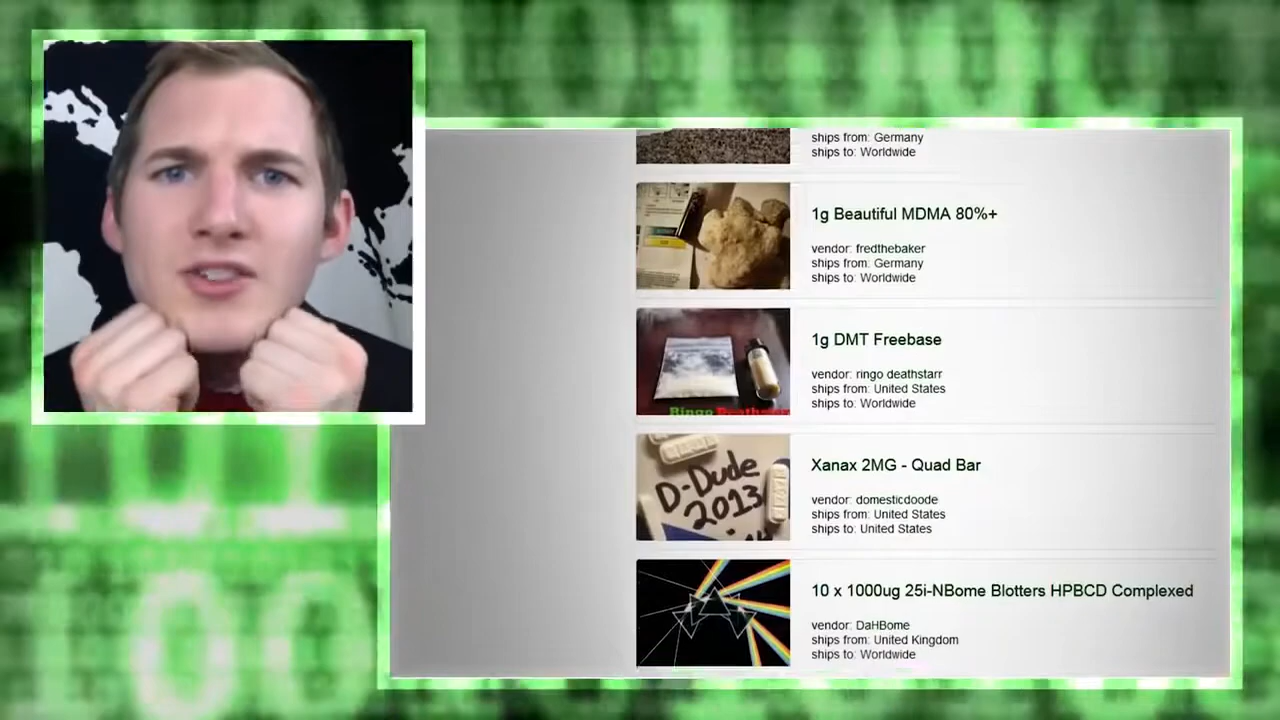 ships from: Germany
ships to: Worldwide
1g Beautiful MDMA 80%+
vendor: fredthebaker
ships from: Germany
ships to: Worldwide
1g DMT Freebase
vendor: ringo deathstarr
ships from: United States
ships to: Worldwide
Ringo Deathstarr
Xanax 2MG - Quad Bar
vendor: domesticdoode
ships from: United States
ships to: United States
D-Dude
2013
10 x 1000ug 25i-NBome Blotters HPBCD Complexed
vendor: DaHBome
ships from: United Kingdom
ships to: Worldwide